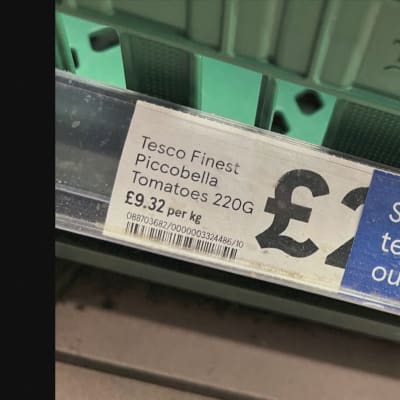 Tesco Finest
Piccobella
Tomatoes 220G
£9.32 per kg
088703682/0000003324486/10
£2
S
te
ou